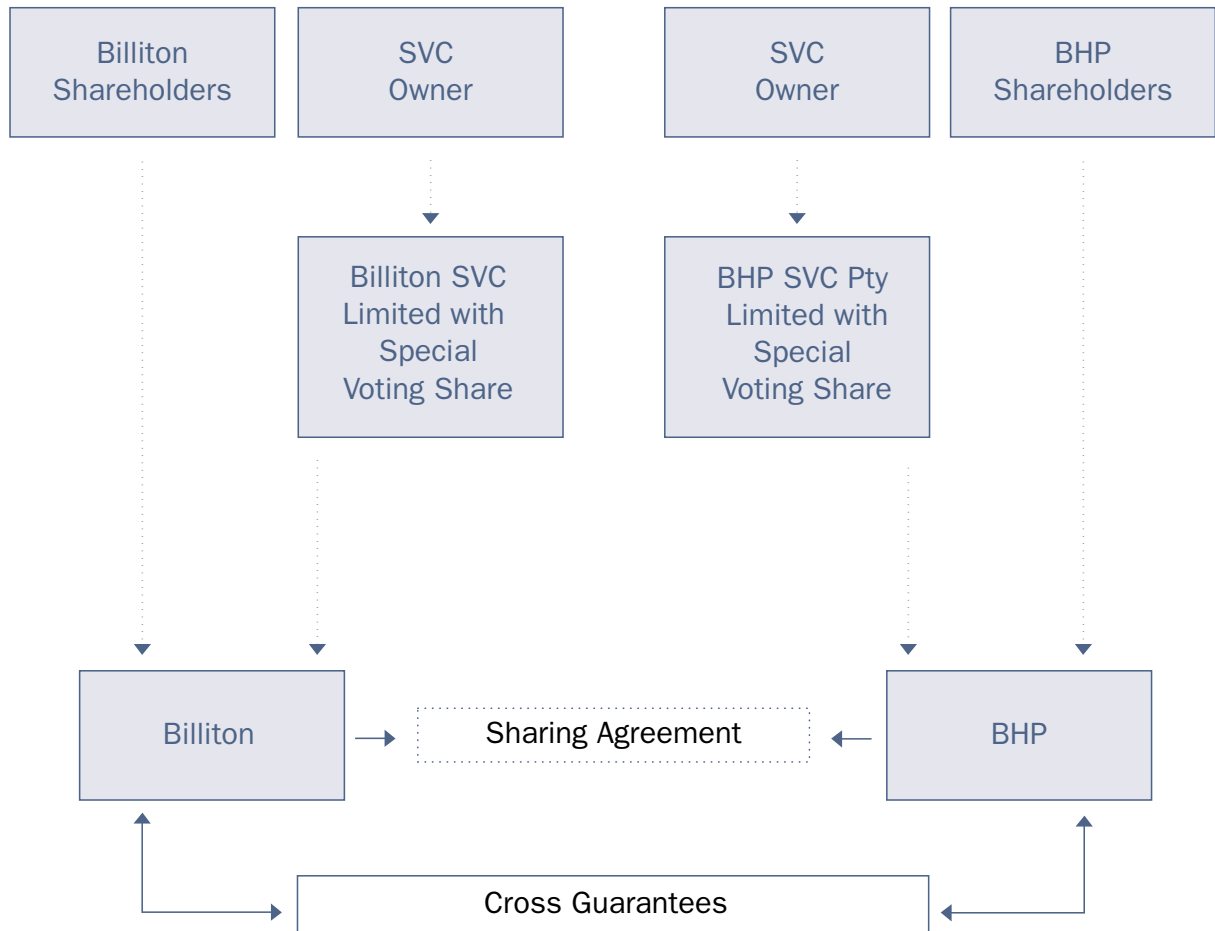 Billiton
Shareholders
SVC
Owner
SVC
Owner
BHP
Shareholders
Billiton SVC
Limited with
Special
Voting Share
BHP SVC Pty
Limited with
Special
Voting Share
Billiton
Sharing Agreement
BHP
Cross Guarantees